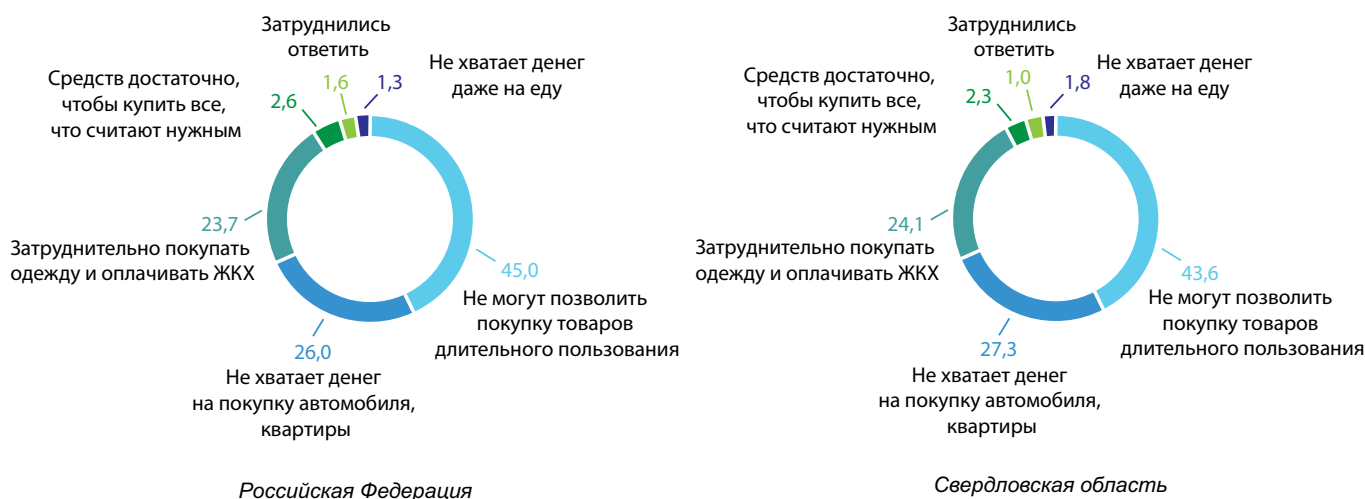 Затруднились
ответить
1,6
1,3
Не хватает денег
даже на еду
Средств достаточно,
чтобы купить все,
что считают нужным
2,6
23,7
Затруднительно покупать
одежду и оплачивать ЖКХ
45,0
Не могут позволить
покупку товаров
длительного пользования
26,0
Не хватает денег
на покупку автомобиля,
квартиры
Российская Федерация
Затруднились
ответить
1,0
1,8
Не хватает денег
даже на еду
Средств достаточно,
чтобы купить все,
что считают нужным
2,3
24,1
Затруднительно покупать
одежду и оплачивать ЖКХ
43,6
Не могут позволить
покупку товаров
длительного пользования
27,3
Не хватает денег
на покупку автомобиля,
квартиры
Свердловская область